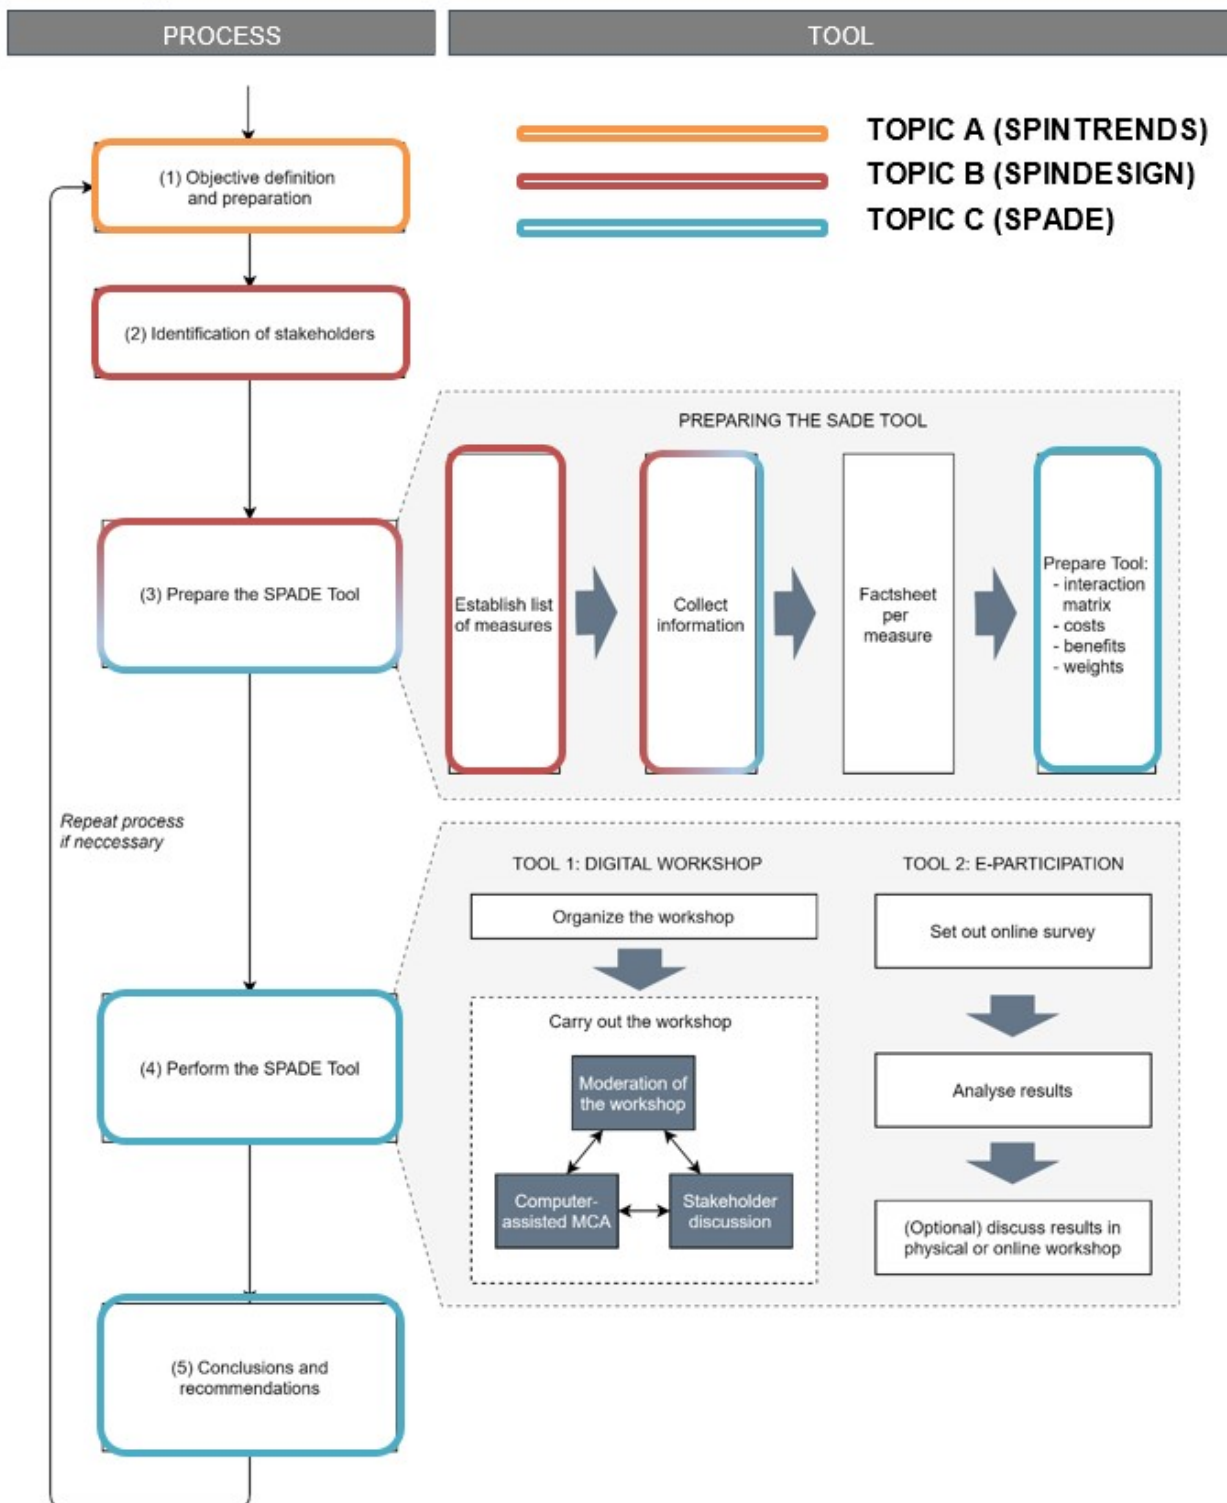 PROCESS
TOOL
TOPIC A (SPINTRENDS)
TOPIC B (SPINDESIGN)
TOPIC C (SPADE)
(1) Objective definition
and preparation
(2) Identification of stakeholders
(3) Prepare the SPADE Tool
PREPARING THE SADE TOOL
Establish list
of measures
Collect
information
Factsheet
per
measure
Prepare Tool:
- interaction
matrix
- costs
- benefits
- weights
Repeat process
if neccessary
(4) Perform the SPADE Tool
TOOL 1: DIGITAL WORKSHOP
Organize the workshop
Carry out the workshop
Moderation of
the workshop
Computer-
assisted MCA
Stakeholder
discussion
TOOL 2: E-PARTICIPATION
Set out online survey
Analyse results
(Optional) discuss results in
physical or online workshop
(5) Conclusions and
recommendations